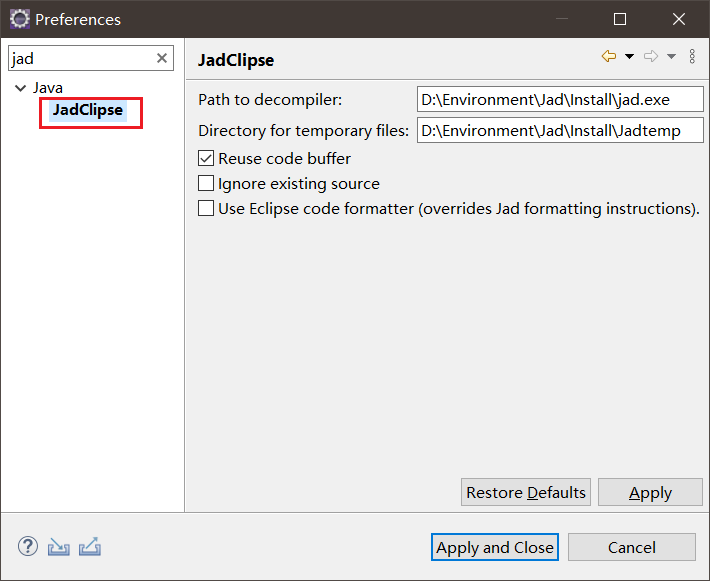 Preferences
jad
Java
JadClipse
JadClipse
Path to decompiler: D:\Environment\Jad\Install\jad.exe
Directory for temporary files: D:\Environment\Jad\Install\Jadtemp
Reuse code buffer
Ignore existing source
Use Eclipse code formatter (overrides Jad formatting instructions).
Restore Defaults Apply
? Apply and Close Cancel